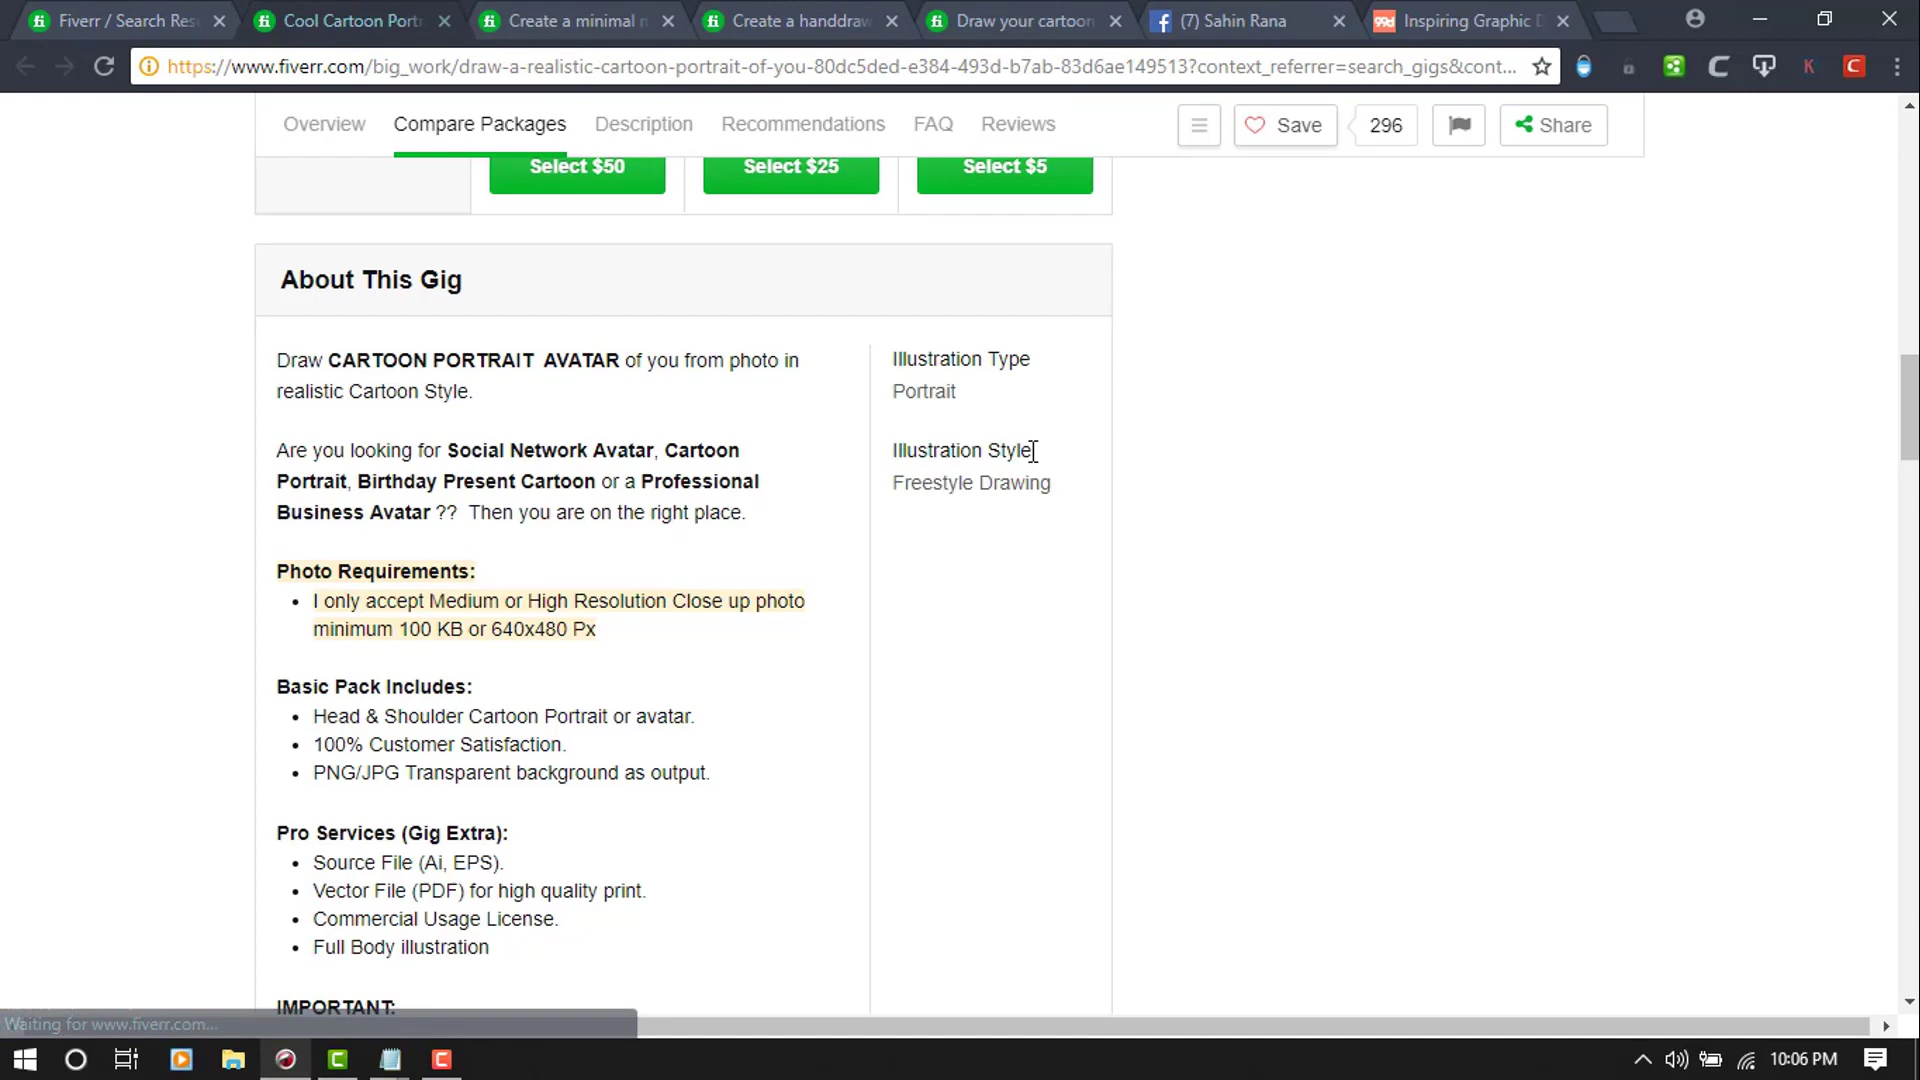 Fiverr / Search Res
Cool Cartoon Portr
Create a minimal
Create a handdraw
Draw your cartoon
(7) Sahin Rana
Inspiring Graphic D
https://www.fiverr.com/big_work/draw-a-realistic-cartoon-portrait-of-you-80dc5ded-e384-493d-b7ab-83d6ae149513?context_referrer=search_gigs&cont...
Overview Compare Packages Description Recommendations FAQ Reviews
Save 296 Share
Select $50 Select $25 Select $5
About This Gig
Draw CARTOON PORTRAIT AVATAR of you from photo in
realistic Cartoon Style.
Are you looking for Social Network Avatar, Cartoon
Portrait, Birthday Present Cartoon or a Professional
Business Avatar ?? Then you are on the right place.
Photo Requirements:
• I only accept Medium or High Resolution Close up photo
minimum 100 KB or 640x480 Px
Basic Pack Includes:
• Head & Shoulder Cartoon Portrait or avatar.
• 100% Customer Satisfaction.
• PNG/JPG Transparent background as output.
Pro Services (Gig Extra):
• Source File (Ai, EPS).
• Vector File (PDF) for high quality print.
• Commercial Usage License.
• Full Body illustration
IMPORTANT:
Illustration Type
Portrait
Illustration Style
Freestyle Drawing
Waiting for www.fiverr.com...
10:06 PM